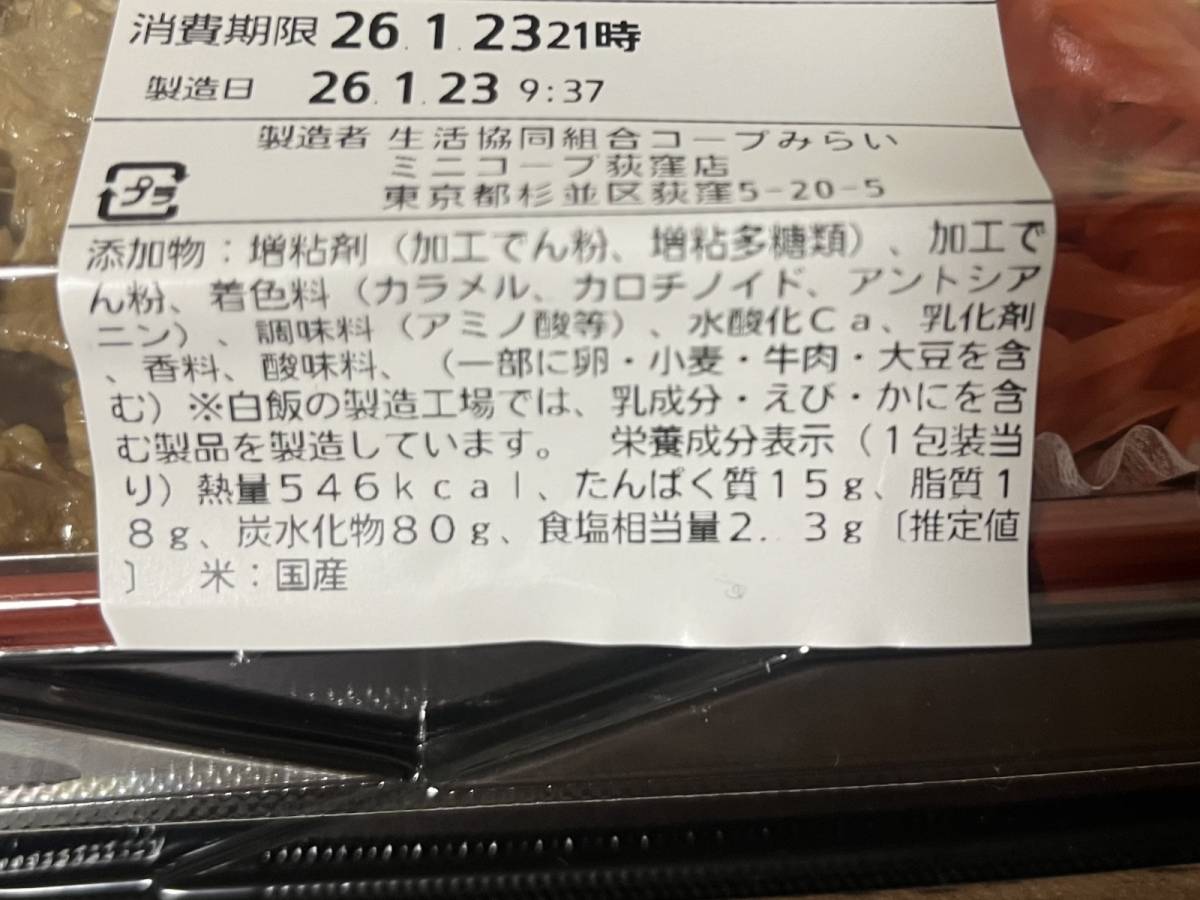 消費期限 26.1.23 21時
製造日 26.1.23 9:37
製造者 生活協同組合コープみらい
ミニコープ荻窪店
東京都杉並区荻窪5-20-5
プラ
添加物:増粘剤(加工でん粉、増粘多糖類)、加工で
ん粉、着色料(カラメル、カロチノイド、アントシア
ニン)、調味料(アミノ酸等)、水酸化Ca、乳化剤
、香料、酸味料、(一部に卵・小麦・牛肉・大豆を含
む)※白飯の製造工場では、乳成分・えび・かにを含
む製品を製造しています。 栄養成分表示(1包装当
り)熱量546kcal、たんぱく質15g、脂質1
8g、炭水化物80g、食塩相当量2.3g〔推定値
〕 米:国産